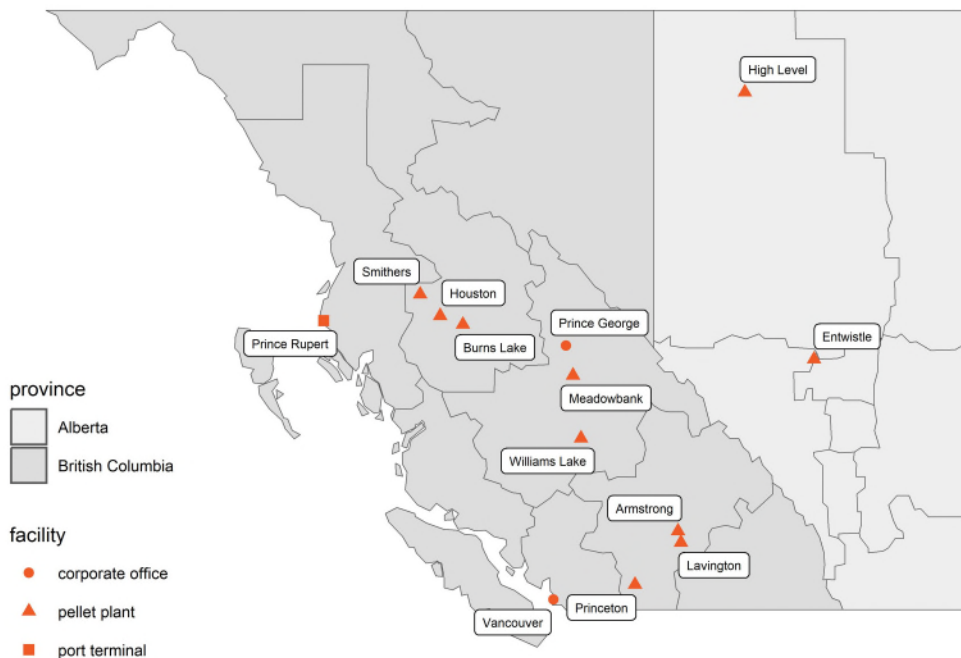 High Level
Smithers
Houston
Prince George
Prince Rupert
Burns Lake
Entwistle
province
Meadowbank
Alberta
Williams Lake
British Columbia
Armstrong
facility
Lavington
corporate office
pellet plant
Princeton
Vancouver
port terminal